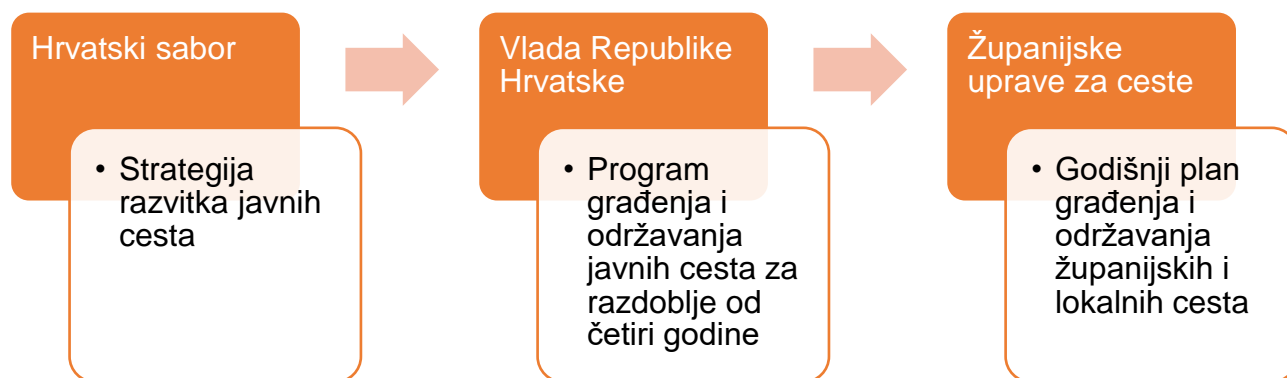 Hrvatski sabor
• Strategija
razvitka javnih
cesta
Vlada Republike
Hrvatske
• Program
građenja i
održavanja
javnih cesta za
razdoblje od
četiri godine
Županijske
uprave za ceste
• Godišnji plan
građenja i
održavanja
županijskih i
lokalnih cesta